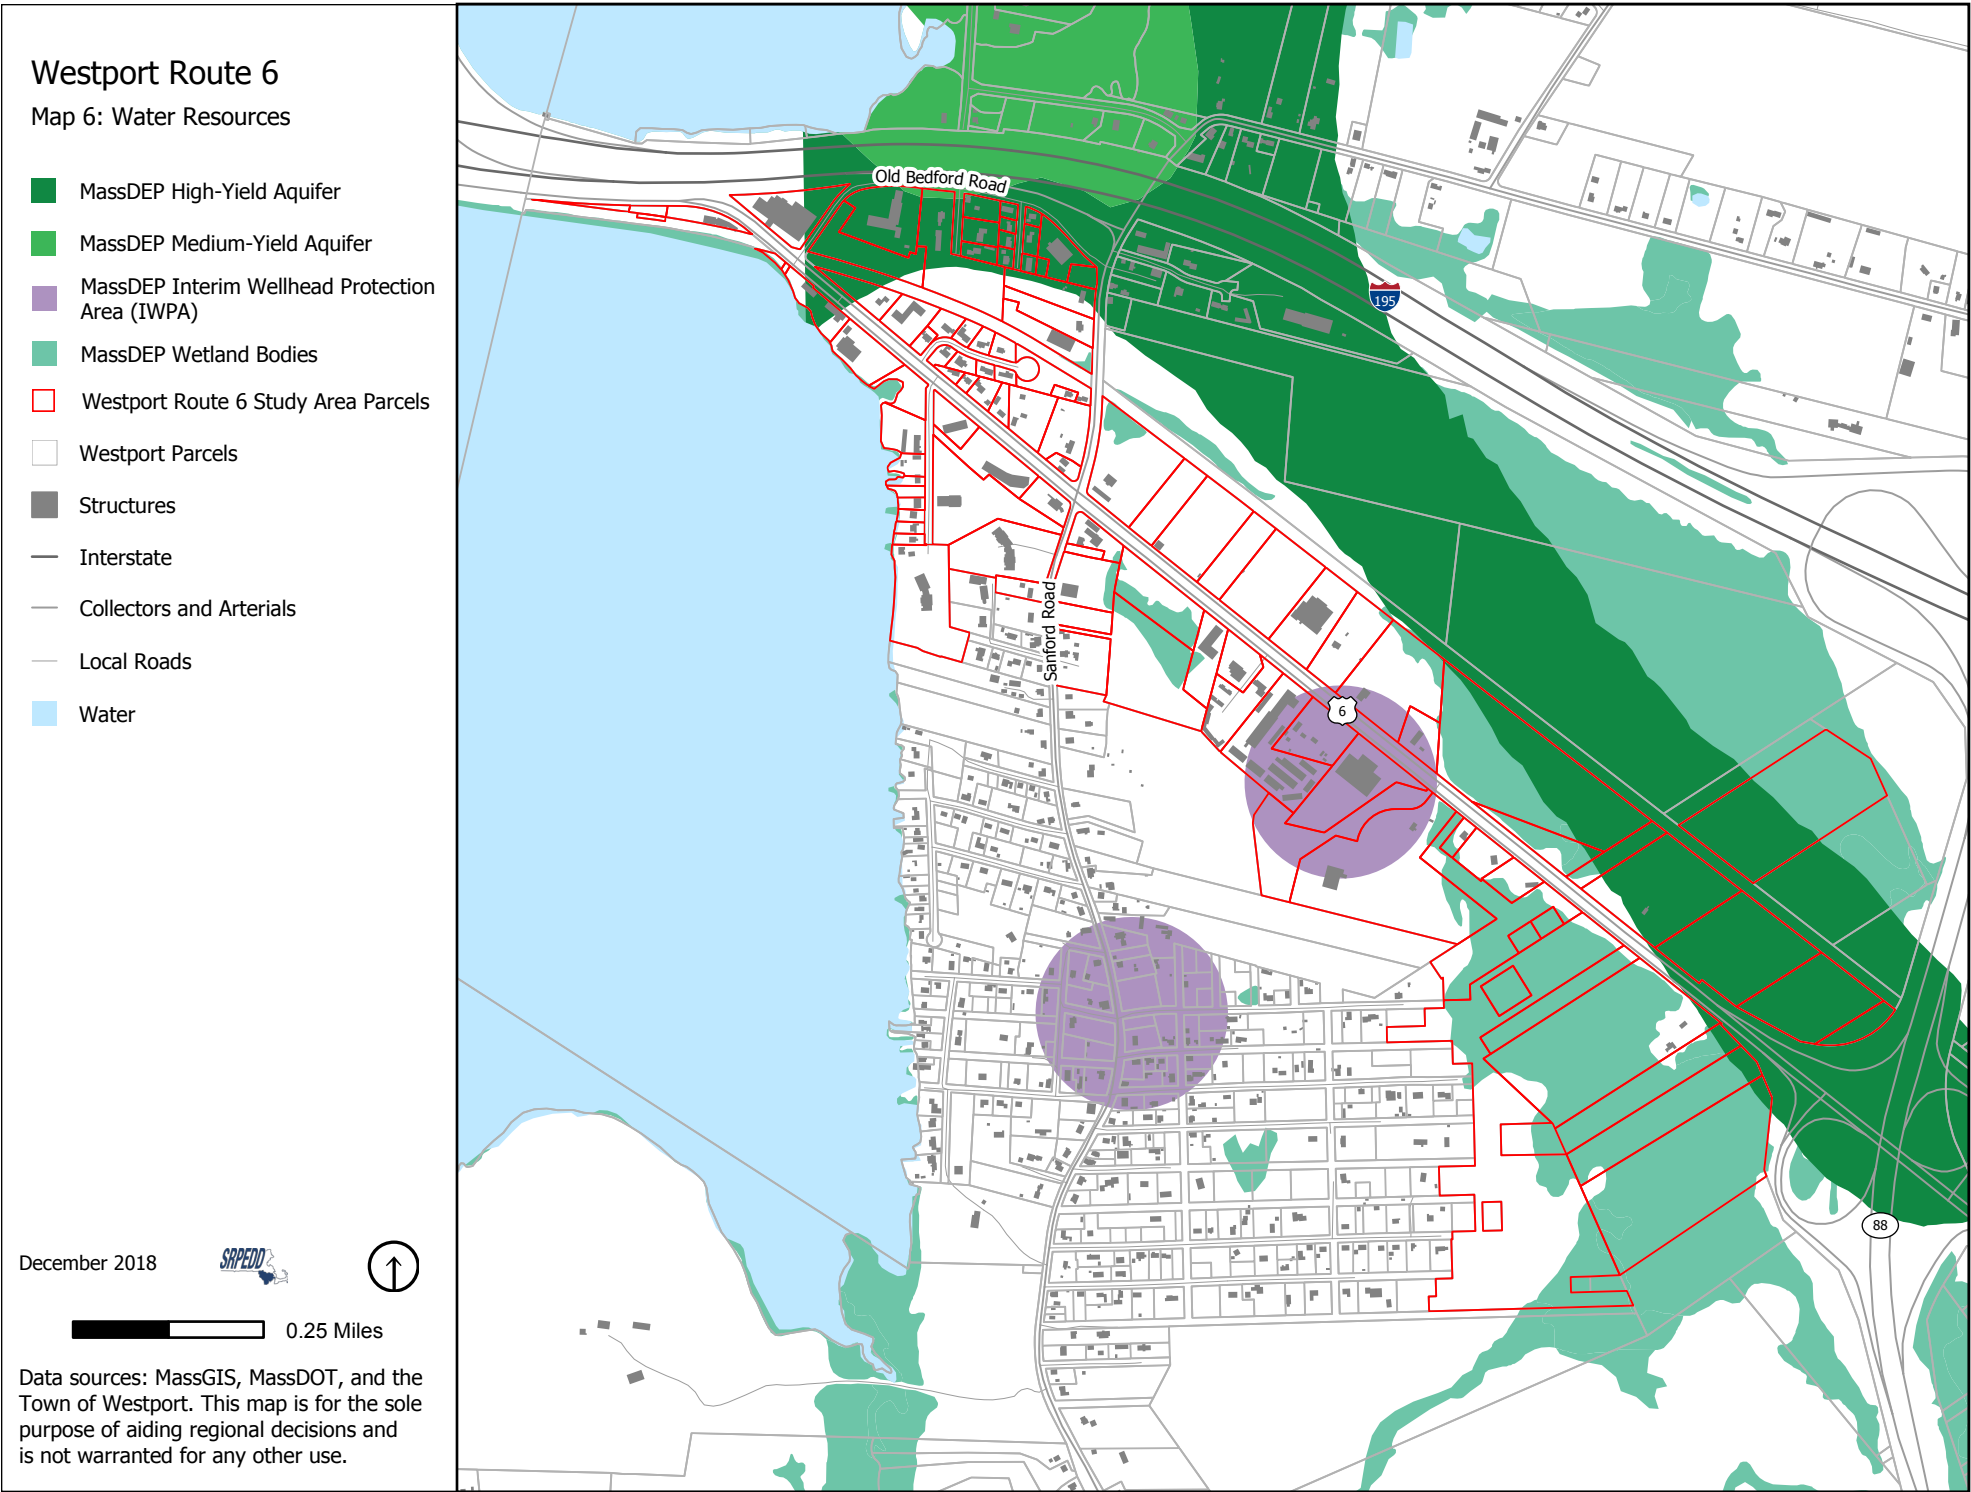 Westport Route 6
Map 6: Water Resources
MassDEP High-Yield Aquifer
MassDEP Medium-Yield Aquifer
MassDEP Interim Wellhead Protection
Area (IWPA)
MassDEP Wetland Bodies
Westport Route 6 Study Area Parcels
Westport Parcels
Structures
Interstate
Collectors and Arterials
Local Roads
Water
December 2018
SRPEDD
0.25 Miles
Data sources: MassGIS, MassDOT, and the
Town of Westport. This map is for the sole
purpose of aiding regional decisions and
is not warranted for any other use.
Old Bedford Road
195
Sanford Road
6
88